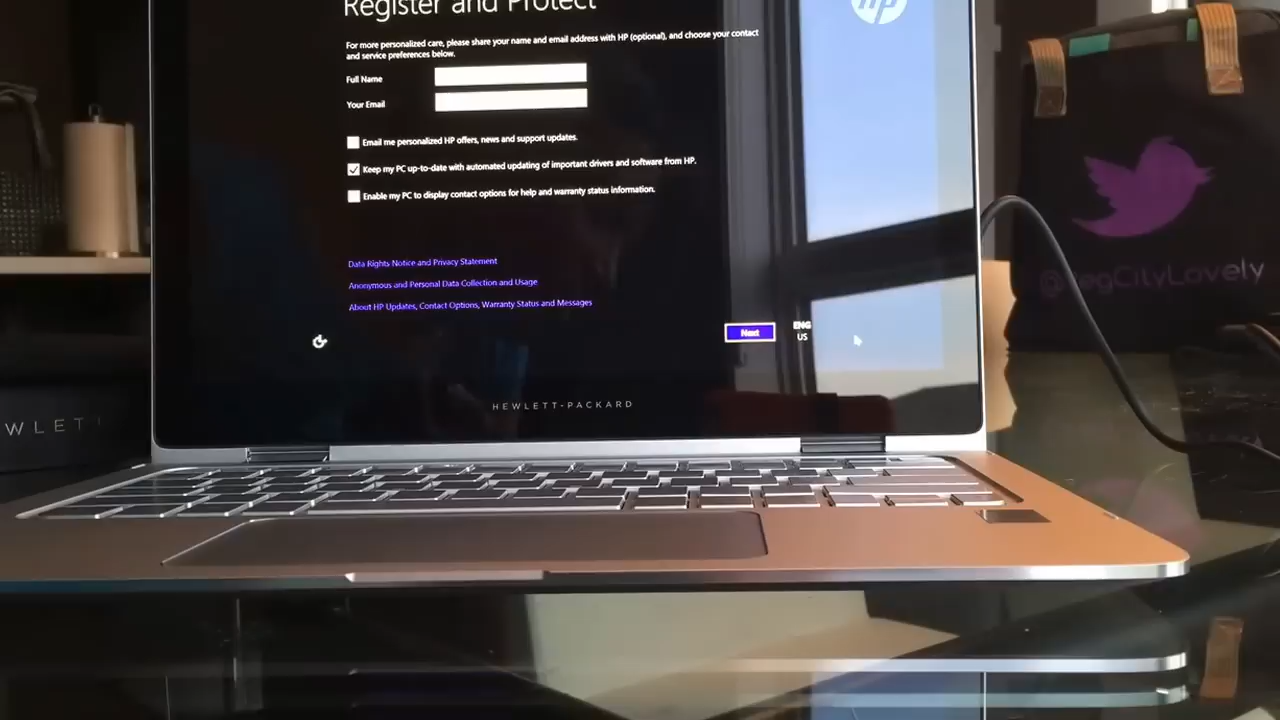 Register and Protect
hp
For more personalized care, please share your name and email address with HP (optional), and choose your contact
and service preferences below.
Full Name
Your Email
Email me personalized HP offers, news and support updates.
Keep my PC up-to-date with automated updating of important drivers and software from HP.
Enable my PC to display contact options for help and warranty status information.
Data Rights Notice and Privacy Statement
Anonymous and Personal Data Collection and Usage
About HP Updates, Contact Options, Warranty Status and Messages
Next
ENG
US
HEWLETT-PACKARD
WLET